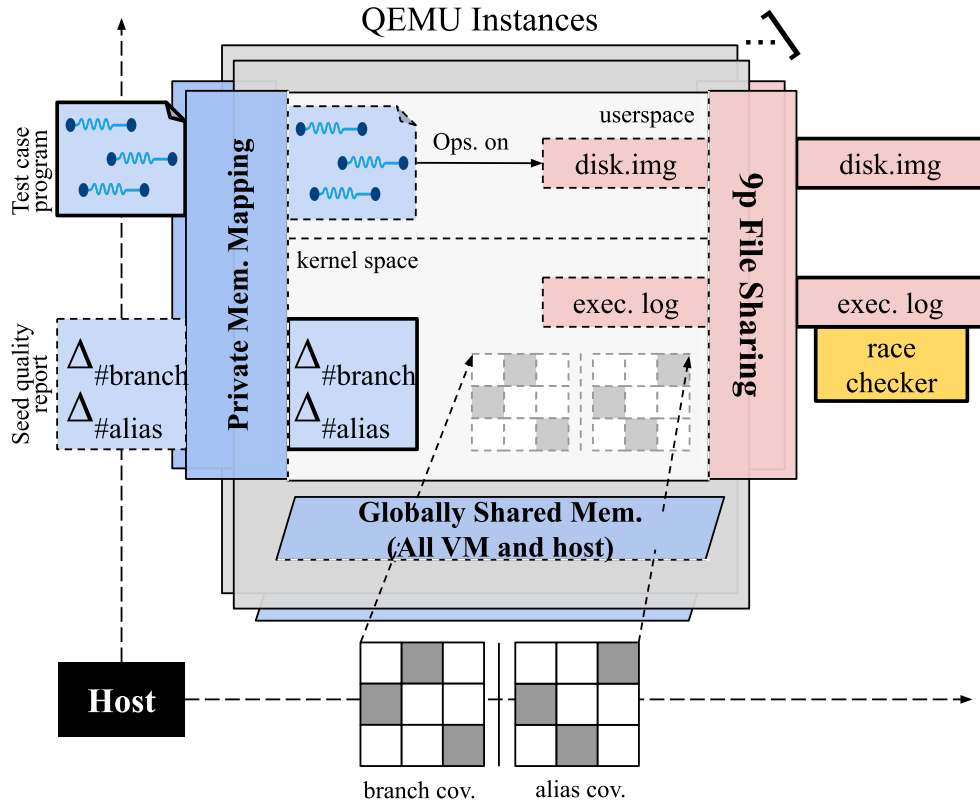 QEMU Instances
Test case
program
userspace
Ops. on
disk.img
disk.img
Private Mem. Mapping
9p File Sharing
kernel space
exec. log
exec. log
race
checker
Seed quality
report
Δ#branch
Δ#alias
Δ#branch
Δ#alias
Globally Shared Mem.
(All VM and host)
Host
branch cov.
alias cov.